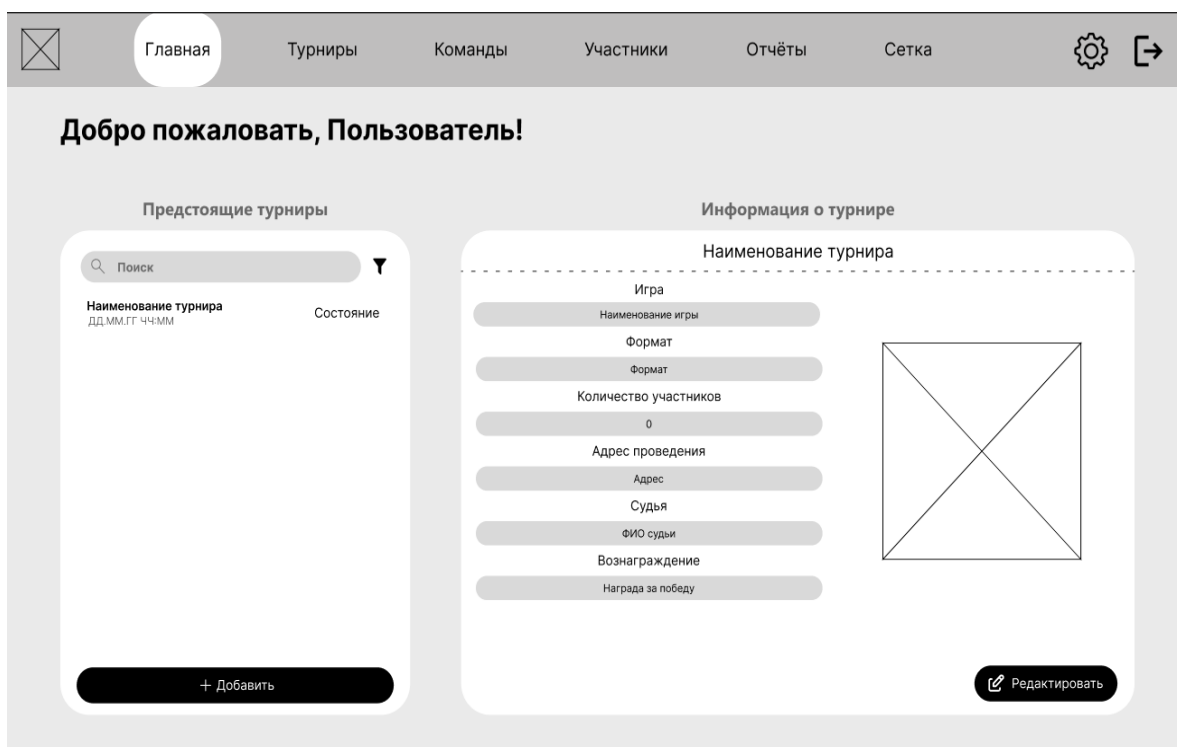 Главная
Турниры
Команды
Участники
Отчёты
Сетка
Добро пожаловать, Пользователь!
Предстоящие турниры
Поиск
Наименование турнира
ДД.ММ.ГГ ЧЧ:ММ
Состояние
+ Добавить
Информация о турнире
Наименование турнира
Игра
Наименование игры
Формат
Формат
Количество участников
0
Адрес проведения
Адрес
Судья
ФИО судьи
Вознаграждение
Награда за победу
Редактировать